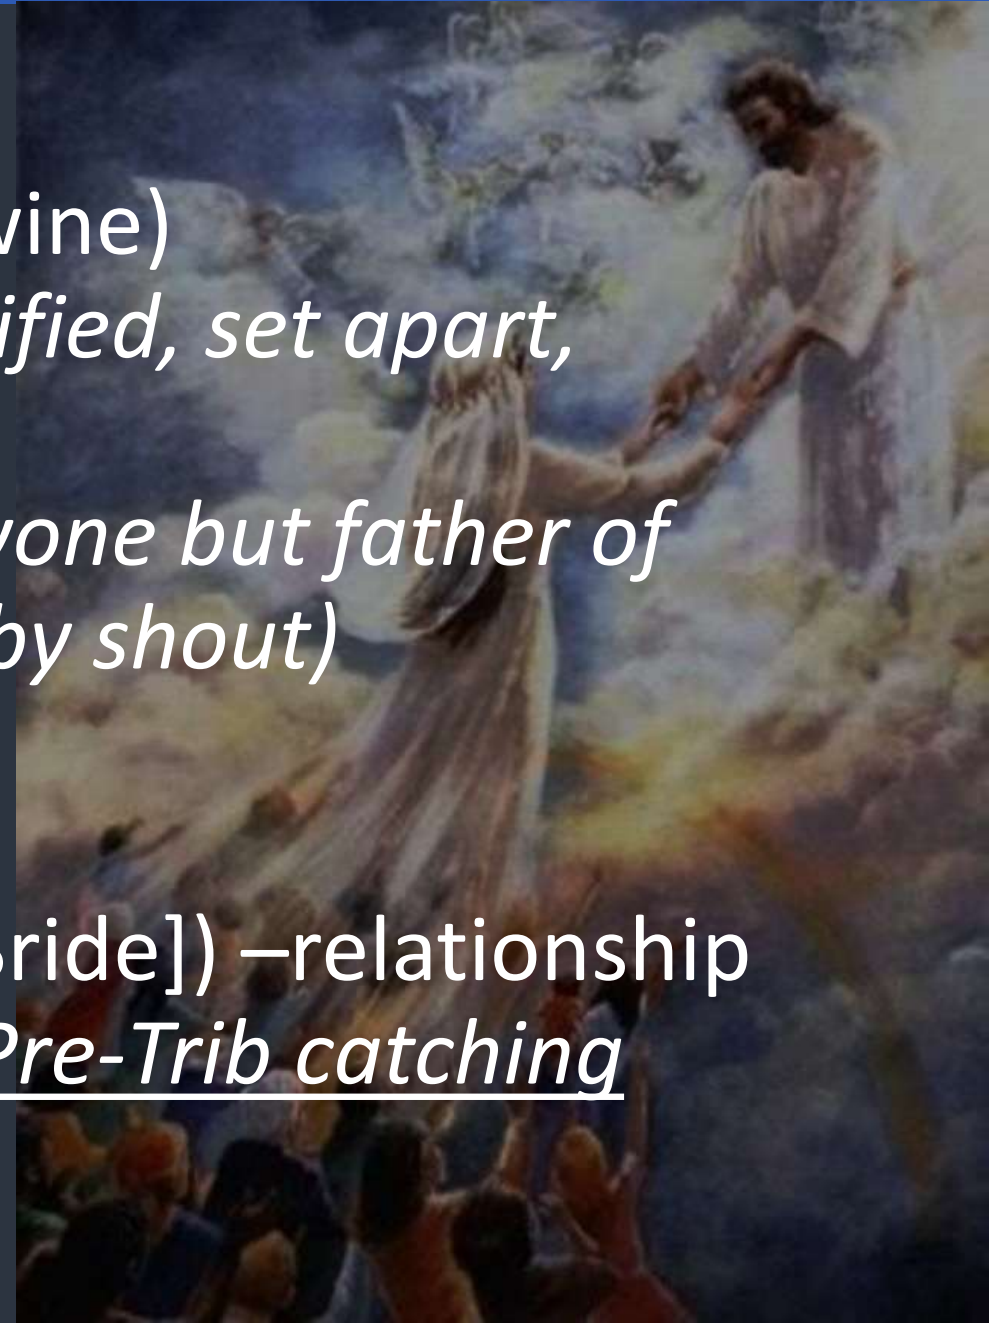 vine)
ified, set apart,
yone but father of
by shout)
ride]) –relationship
Pre-Trib catching